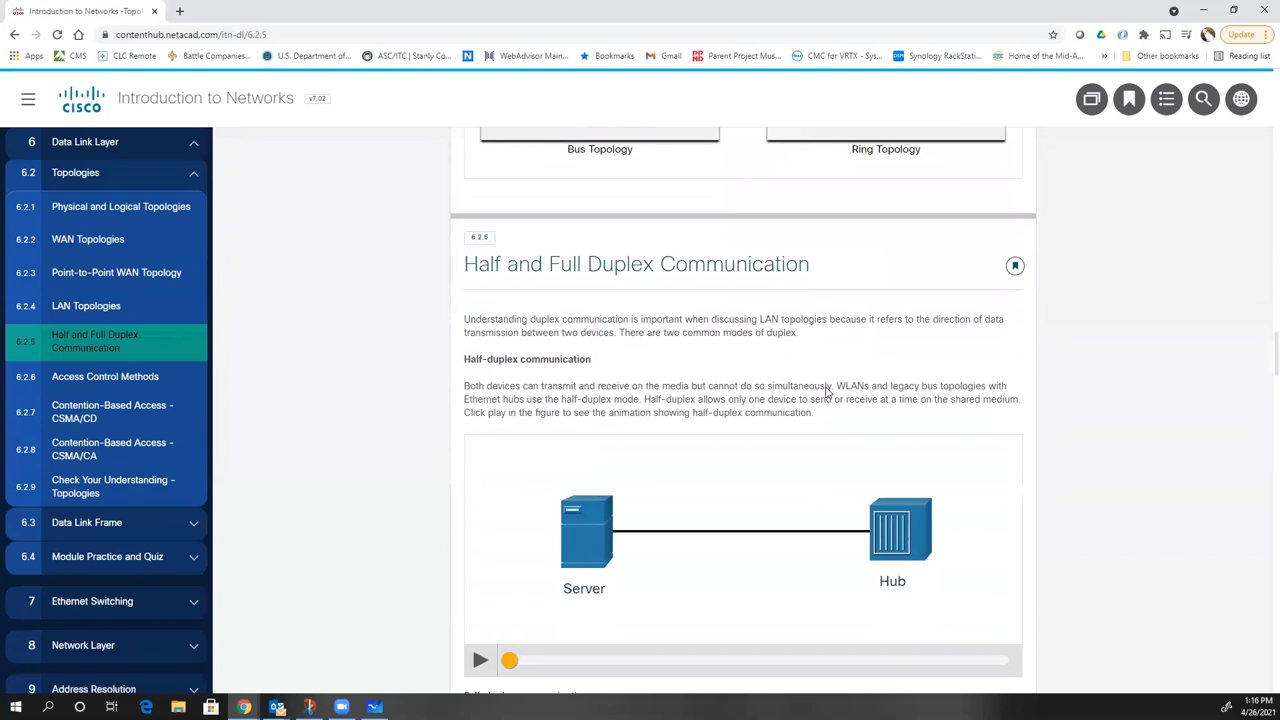 Introduction to Networks -Topol
contenthub.netacad.com/itn-dl/6.2.5
Update
Apps
CMS
CLC Remote
Battle Companies...
U.S. Department of...
ASC/ITC | Stanly Co...
WebAdvisor Main...
Bookmarks
Gmail
Parent Project Mus...
CMC for VRTX - Sys...
Synology RackStati...
Home of the Mid-A...
»
Other bookmarks
Reading list
CISCO
Introduction to Networks
v7.02
6 Data Link Layer
6.2 Topologies
6.2.1 Physical and Logical Topologies
6.2.2 WAN Topologies
6.2.3 Point-to-Point WAN Topology
6.2.4 LAN Topologies
6.2.5 Half and Full Duplex
Communication
6.2.6 Access Control Methods
6.2.7 Contention-Based Access -
CSMA/CD
6.2.8 Contention-Based Access -
CSMA/CA
6.2.9 Check Your Understanding -
Topologies
6.3 Data Link Frame
6.4 Module Practice and Quiz
7 Ethernet Switching
8 Network Layer
9 Address Resolution
Bus Topology
Ring Topology
6.2.5
Half and Full Duplex Communication
Understanding duplex communication is important when discussing LAN topologies because it refers to the direction of data
transmission between two devices. There are two common modes of duplex.
Half-duplex communication
Both devices can transmit and receive on the media but cannot do so simultaneously. WLANs and legacy bus topologies with
Ethernet hubs use the half-duplex mode. Half-duplex allows only one device to send or receive at a time on the shared medium.
Click play in the figure to see the animation showing half-duplex communication.
Server
Hub
1:16 PM
4/26/2021